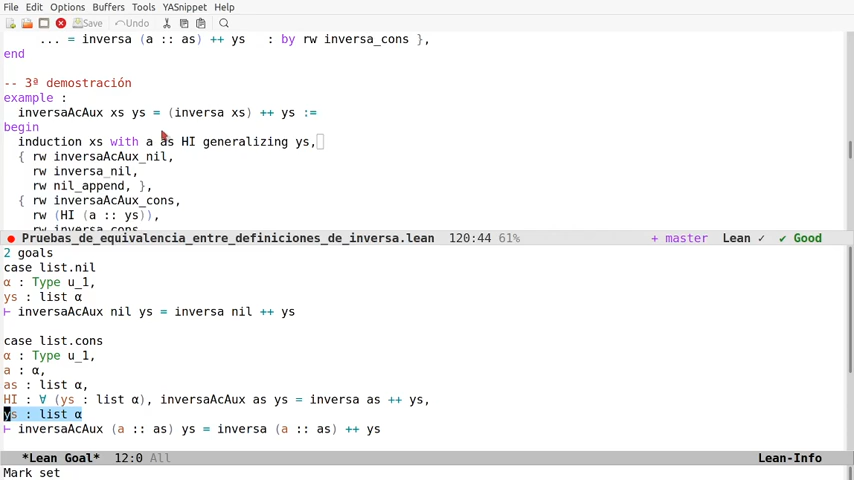 File Edit Options Buffers Tools YASnippet Help
Save Undo
... = inversa (a :: as) ++ ys   : by rw inversa_cons },
end
-- 3ª demostración
example :
inversaAcAux xs ys = (inversa xs) ++ ys :=
begin
induction xs with a as HI generalizing ys,
{ rw inversaAcAux_nil,
rw inversa_nil,
rw nil_append, },
{ rw inversaAcAux_cons,
rw (HI (a :: ys)),
rw inversa_cons
Pruebas_de_equivalencia_entre_definiciones_de_inversa.lean 120:44 61% + master Lean ✓ ✔ Good
2 goals
case list.nil
α : Type u_1,
ys : list α
⊢ inversaAcAux nil ys = inversa nil ++ ys
case list.cons
α : Type u_1,
a : α,
as : list α,
HI : ∀ (ys : list α), inversaAcAux as ys = inversa as ++ ys,
ys : list α
⊢ inversaAcAux (a :: as) ys = inversa (a :: as) ++ ys
*Lean Goal* 12:0 All Lean-Info
Mark set